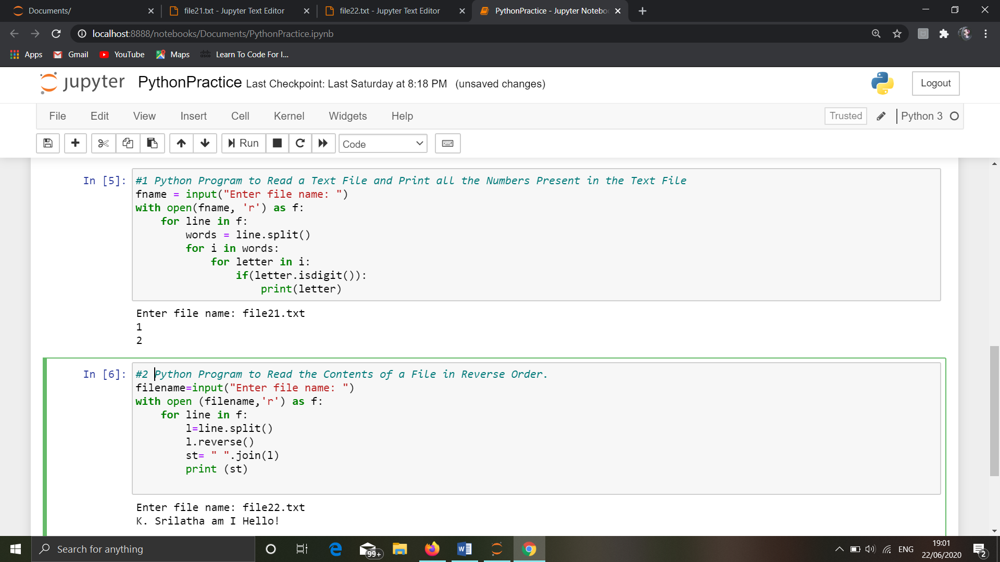 Documents/
file21.txt - Jupyter Text Editor
file22.txt - Jupyter Text Editor
PythonPractice - Jupyter Notebo
localhost:8888/notebooks/Documents/PythonPractice.ipynb
Apps
Gmail
YouTube
Maps
Learn To Code For I...
jupyter
PythonPractice
Last Checkpoint: Last Saturday at 8:18 PM (unsaved changes)
Logout
File
Edit
View
Insert
Cell
Kernel
Widgets
Help
Trusted
Python 3
Run
Code
In [5]:
#1 Python Program to Read a Text File and Print all the Numbers Present in the Text File
fname = input("Enter file name: ")
with open(fname, 'r') as f:
    for line in f:
        words = line.split()
        for i in words:
            for letter in i:
                if(letter.isdigit()):
                    print(letter)
Enter file name: file21.txt
1
2
In [6]:
#2 Python Program to Read the Contents of a File in Reverse Order.
filename=input("Enter file name: ")
with open (filename,'r') as f:
    for line in f:
        l=line.split()
        l.reverse()
        st= " ".join(l)
        print (st)
Enter file name: file22.txt
K. Srilatha am I Hello!
Search for anything
99+
W
ENG
19:01
22/06/2020
2